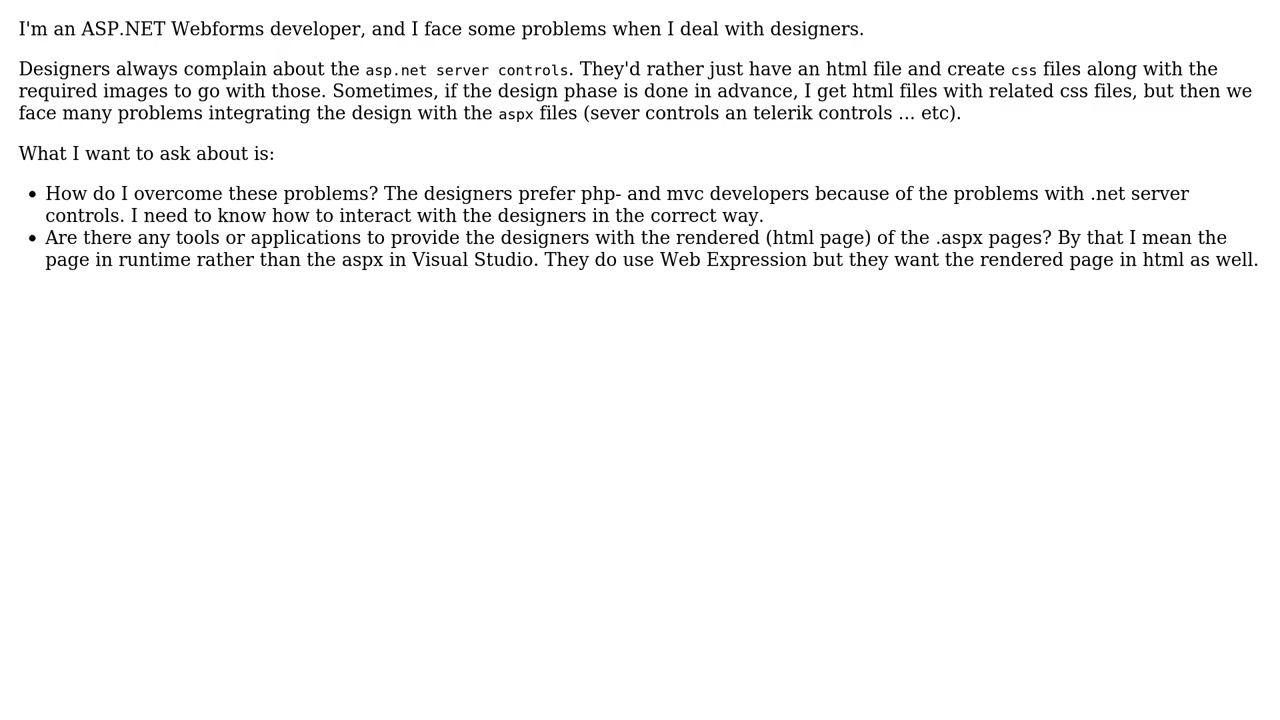 I'm an ASP.NET Webforms developer, and I face some problems when I deal with designers.
Designers always complain about the asp.net server controls. They'd rather just have an html file and create css files along with the
required images to go with those. Sometimes, if the design phase is done in advance, I get html files with related css files, but then we
face many problems integrating the design with the aspx files (sever controls an telerik controls ... etc).
What I want to ask about is:
• How do I overcome these problems? The designers prefer php- and mvc developers because of the problems with .net server
controls. I need to know how to interact with the designers in the correct way.
• Are there any tools or applications to provide the designers with the rendered (html page) of the .aspx pages? By that I mean the
page in runtime rather than the aspx in Visual Studio. They do use Web Expression but they want the rendered page in html as well.